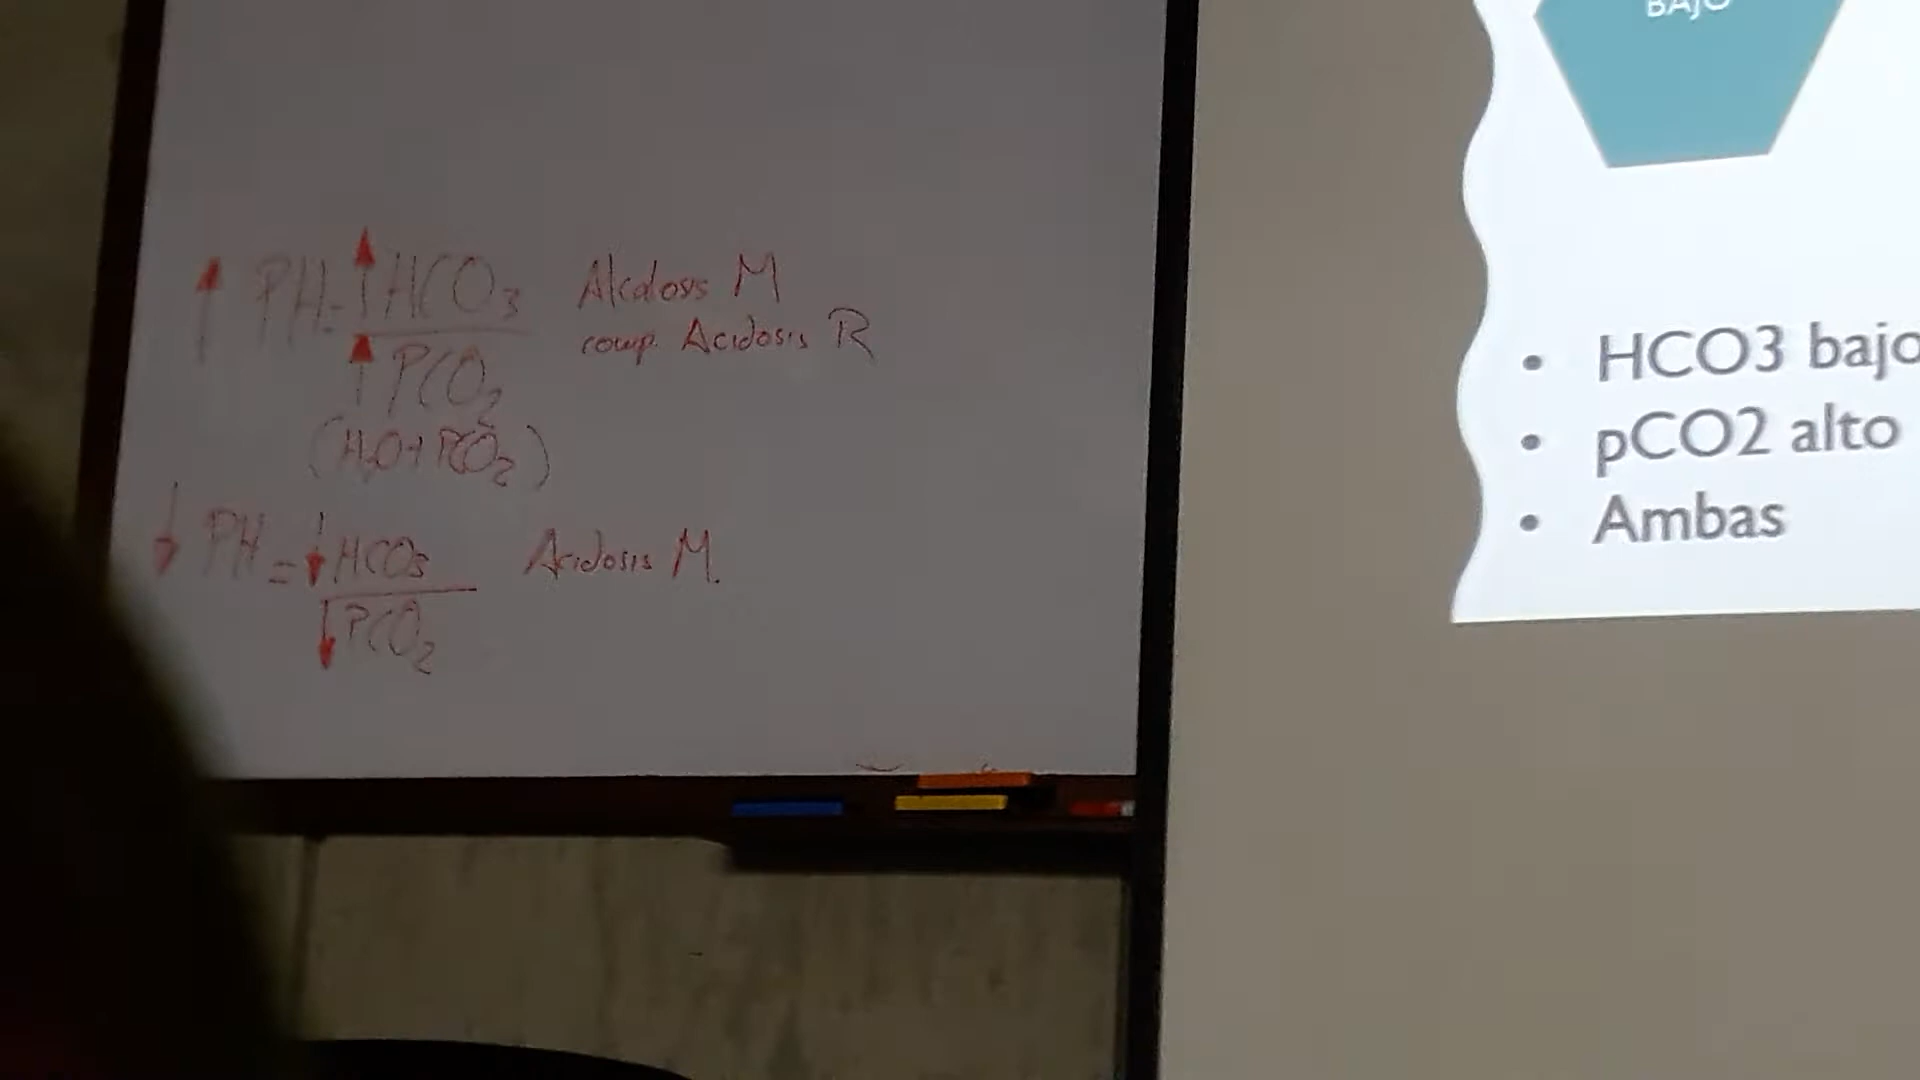 ↑ PH = ↑HCO3 Alcalosis M
comp. Acidosis R
↑ PCO2
(H2O+PCO2)
↓ PH = ↓HCO3 Acidosis M.
↓PCO2
BAJO
• HCO3 bajo
• pCO2 alto
• Ambas